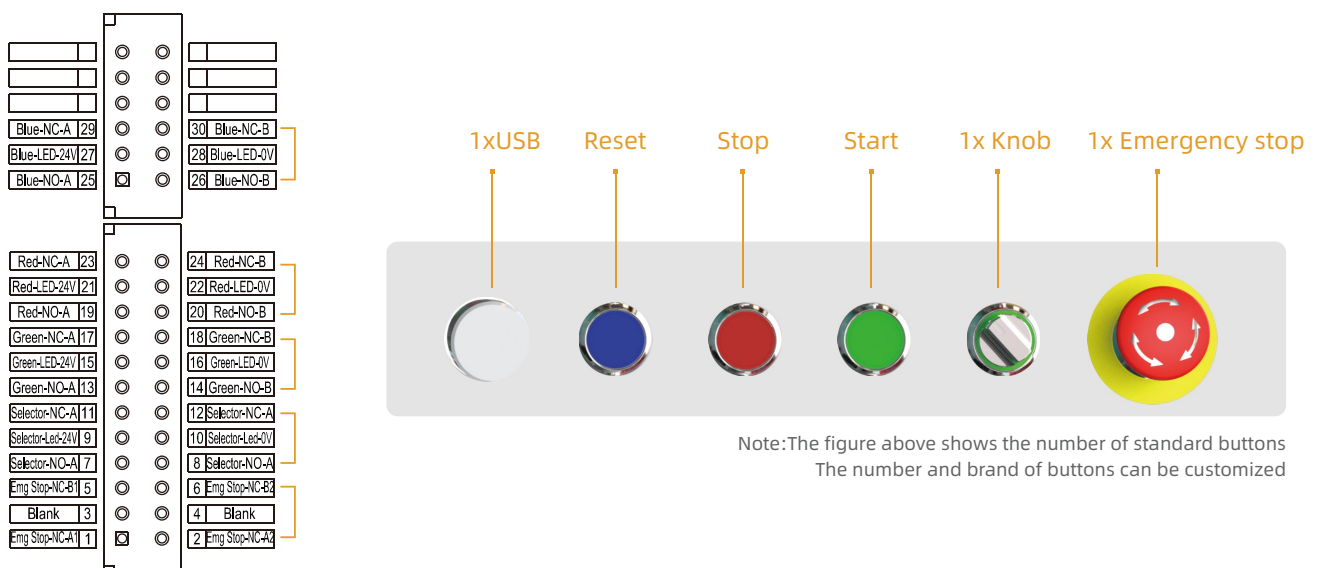 Blue-NC-A 29
30 Blue-NC-B
Blue-LED-24V 27
28 Blue-LED-0V
Blue-NO-A 25
26 Blue-NO-B
Red-NC-A 23
24 Red-NC-B
Red-LED-24V 21
22 Red-LED-0V
Red-NO-A 19
20 Red-NO-B
Green-NC-A 17
18 Green-NC-B
Green-LED-24V 15
16 Green-LED-0V
Green-NO-A 13
14 Green-NO-B
Selector-NC-A 11
12 Selector-NC-A
Selector-Led-24V 9
10 Selector-Led-0V
Selector-NO-A 7
8 Selector-NO-A
Emg Stop-NC-B1 5
6 Emg Stop-NC-B2
Blank 3
4 Blank
Emg Stop-NC-A1 1
2 Emg Stop-NC-A2
1xUSB
Reset
Stop
Start
1x Knob
1x Emergency stop
Note:The figure above shows the number of standard buttons
The number and brand of buttons can be customized